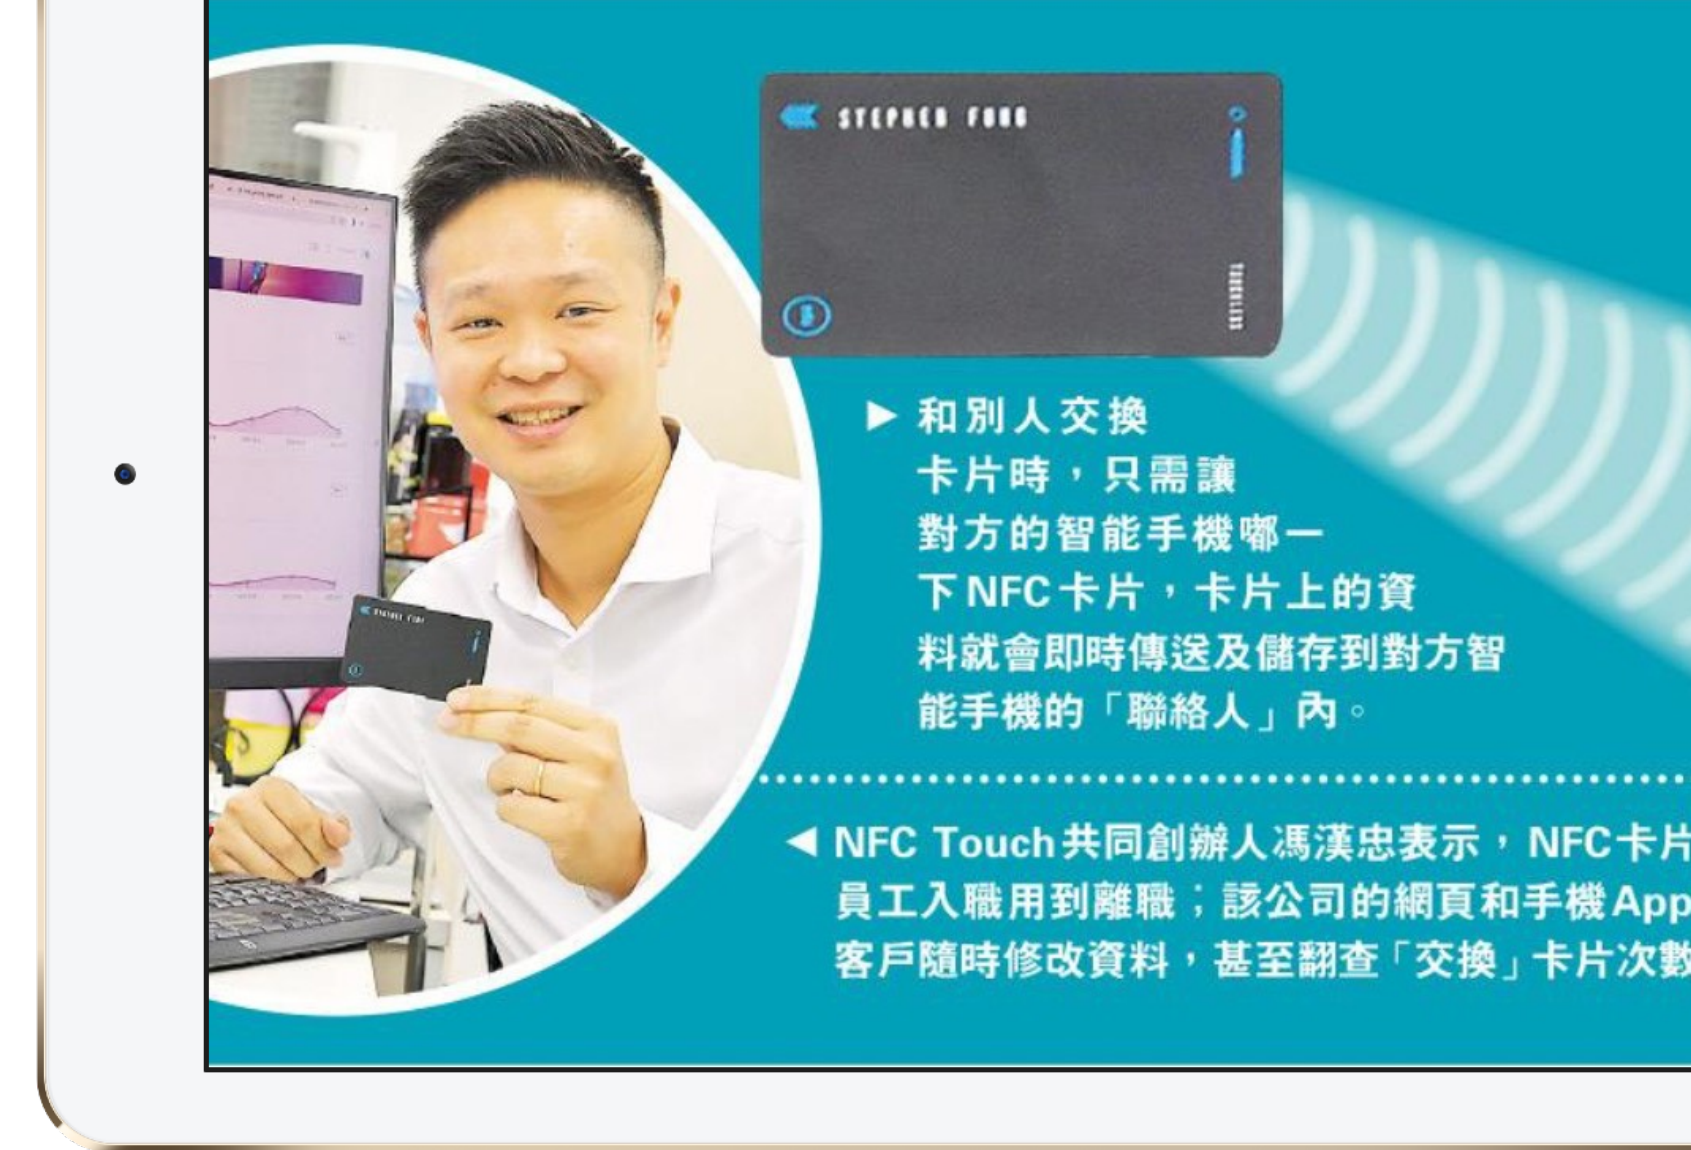 STEPHEN FUNG
TOUCHLESS
▶ 和別人交換
卡片時，只需讓
對方的智能手機嘟一
下NFC卡片，卡片上的資
料就會即時傳送及儲存到對方智
能手機的「聯絡人」內。
◀ NFC Touch共同創辦人馮漢忠表示，NFC卡片
員工入職用到離職；該公司的網頁和手機App
客戶隨時修改資料，甚至翻查「交換」卡片次數
STEPHEN FUNG